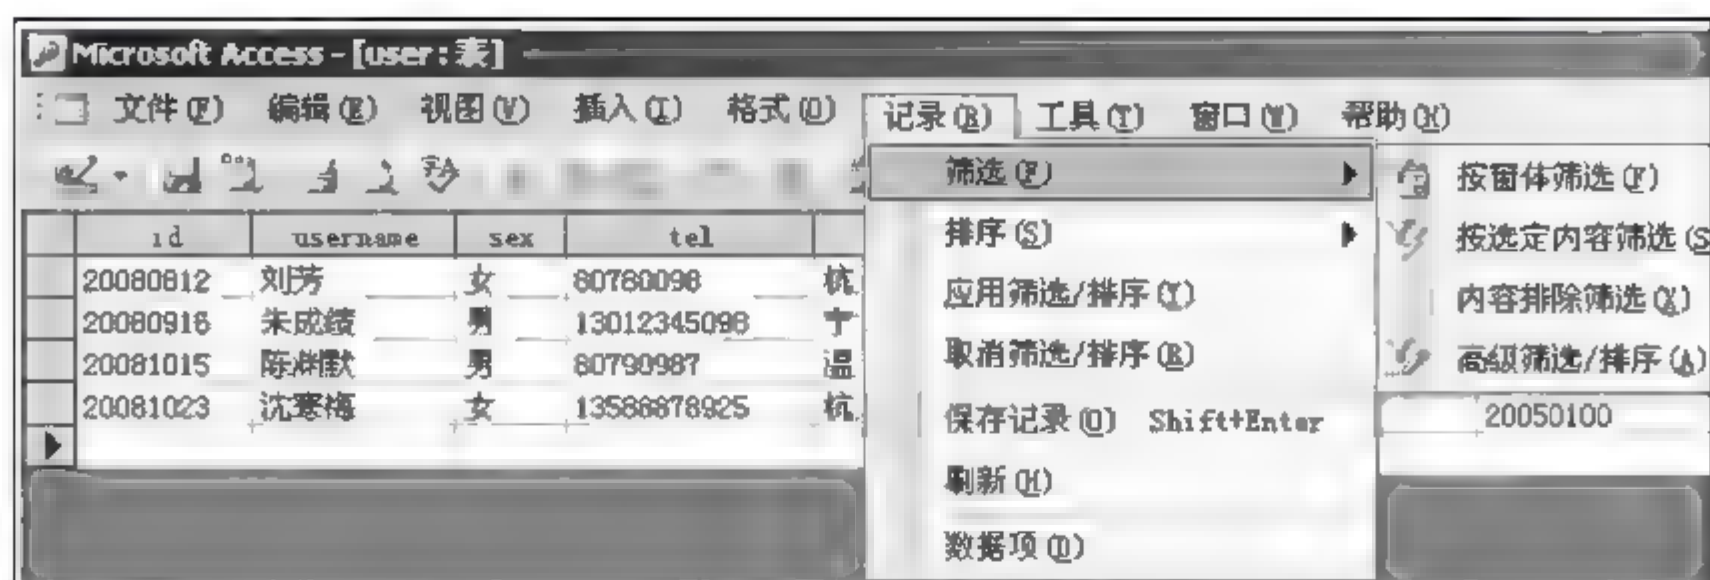 Microsoft Access - [user:表]
文件(F) 编辑(E) 视图(V) 插入(I) 格式(O) 记录(R) 工具(T) 窗口(W) 帮助(H)
筛选(F)
排序(S)
应用筛选/排序(Y)
取消筛选/排序(R)
保存记录(O) Shift+Enter
刷新(H)
数据项(D)
按窗体筛选(F)
按选定内容筛选(S
内容排除筛选(X)
高级筛选/排序(A)
id username sex tel
20080812 刘芳 女 80780098 杭
20080916 朱成绩 男 13012345098 宁
20081015 陈 默 男 80790987 温
20081023 沈寒梅 女 13588878925 杭
20050100